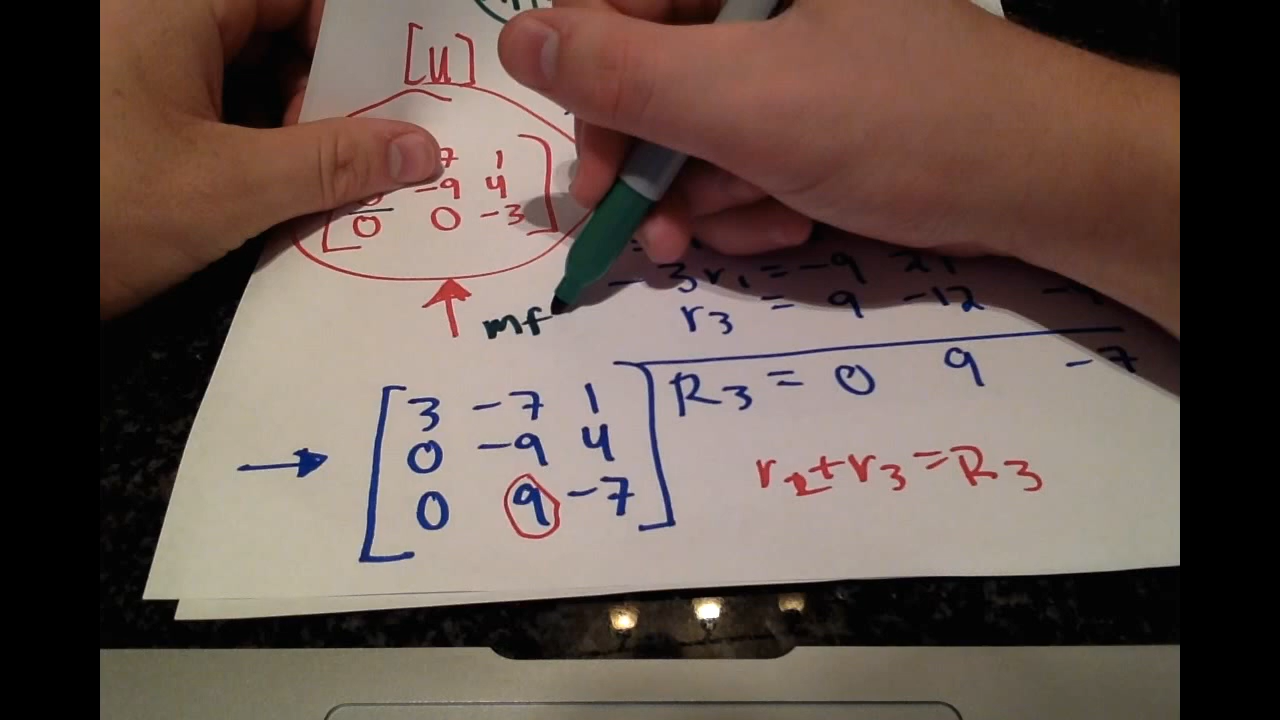 [u]
7 1
-9 4
0 0 -3
- 3r₁ = -9 21
r₃ = 9 -12
mf
R₃ = 0 9 -7
3 -7 1
0 -9 4
0 9 -7
→
r₂+r₃=R₃